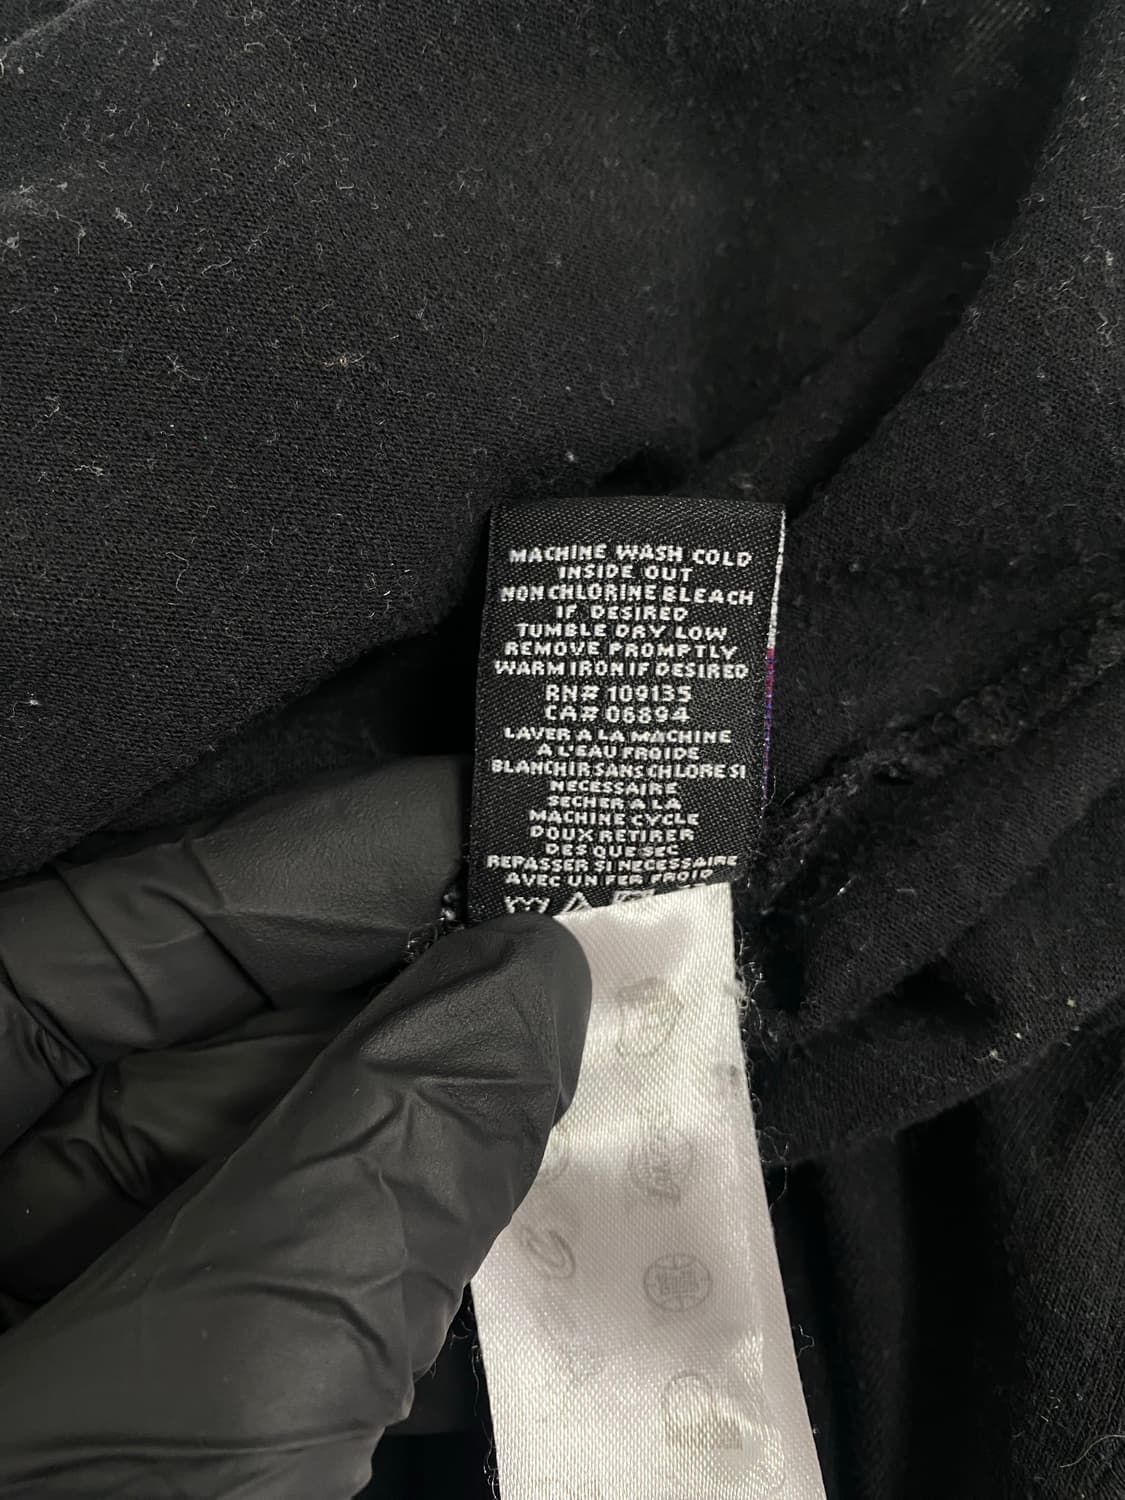 MACHINE WASH COLD
INSIDE OUT
NON CHLORINE BLEACH
IF DESIRED
TUMBLE DRY LOW
REMOVE PROMPTLY
WARM IRON IF DESIRED
RN# 109135
CA# 06894
LAVER A LA MACHINE
A L'EAU FROIDE
BLANCHIR SANS CHLORE SI
NECESSAIRE
SECHER A LA
MACHINE CYCLE
DOUX RETIRER
DES QUE SEC
REPASSER SI NECESSAIRE
AVEC UN FER FROID